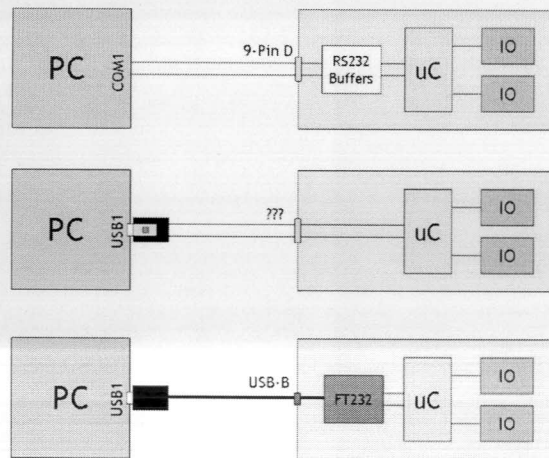 PC
COM1
9-Pin D
RS232
Buffers
uC
IO
IO
PC
USB1
???
uC
IO
IO
PC
USB1
USB-B
FT232
uC
IO
IO